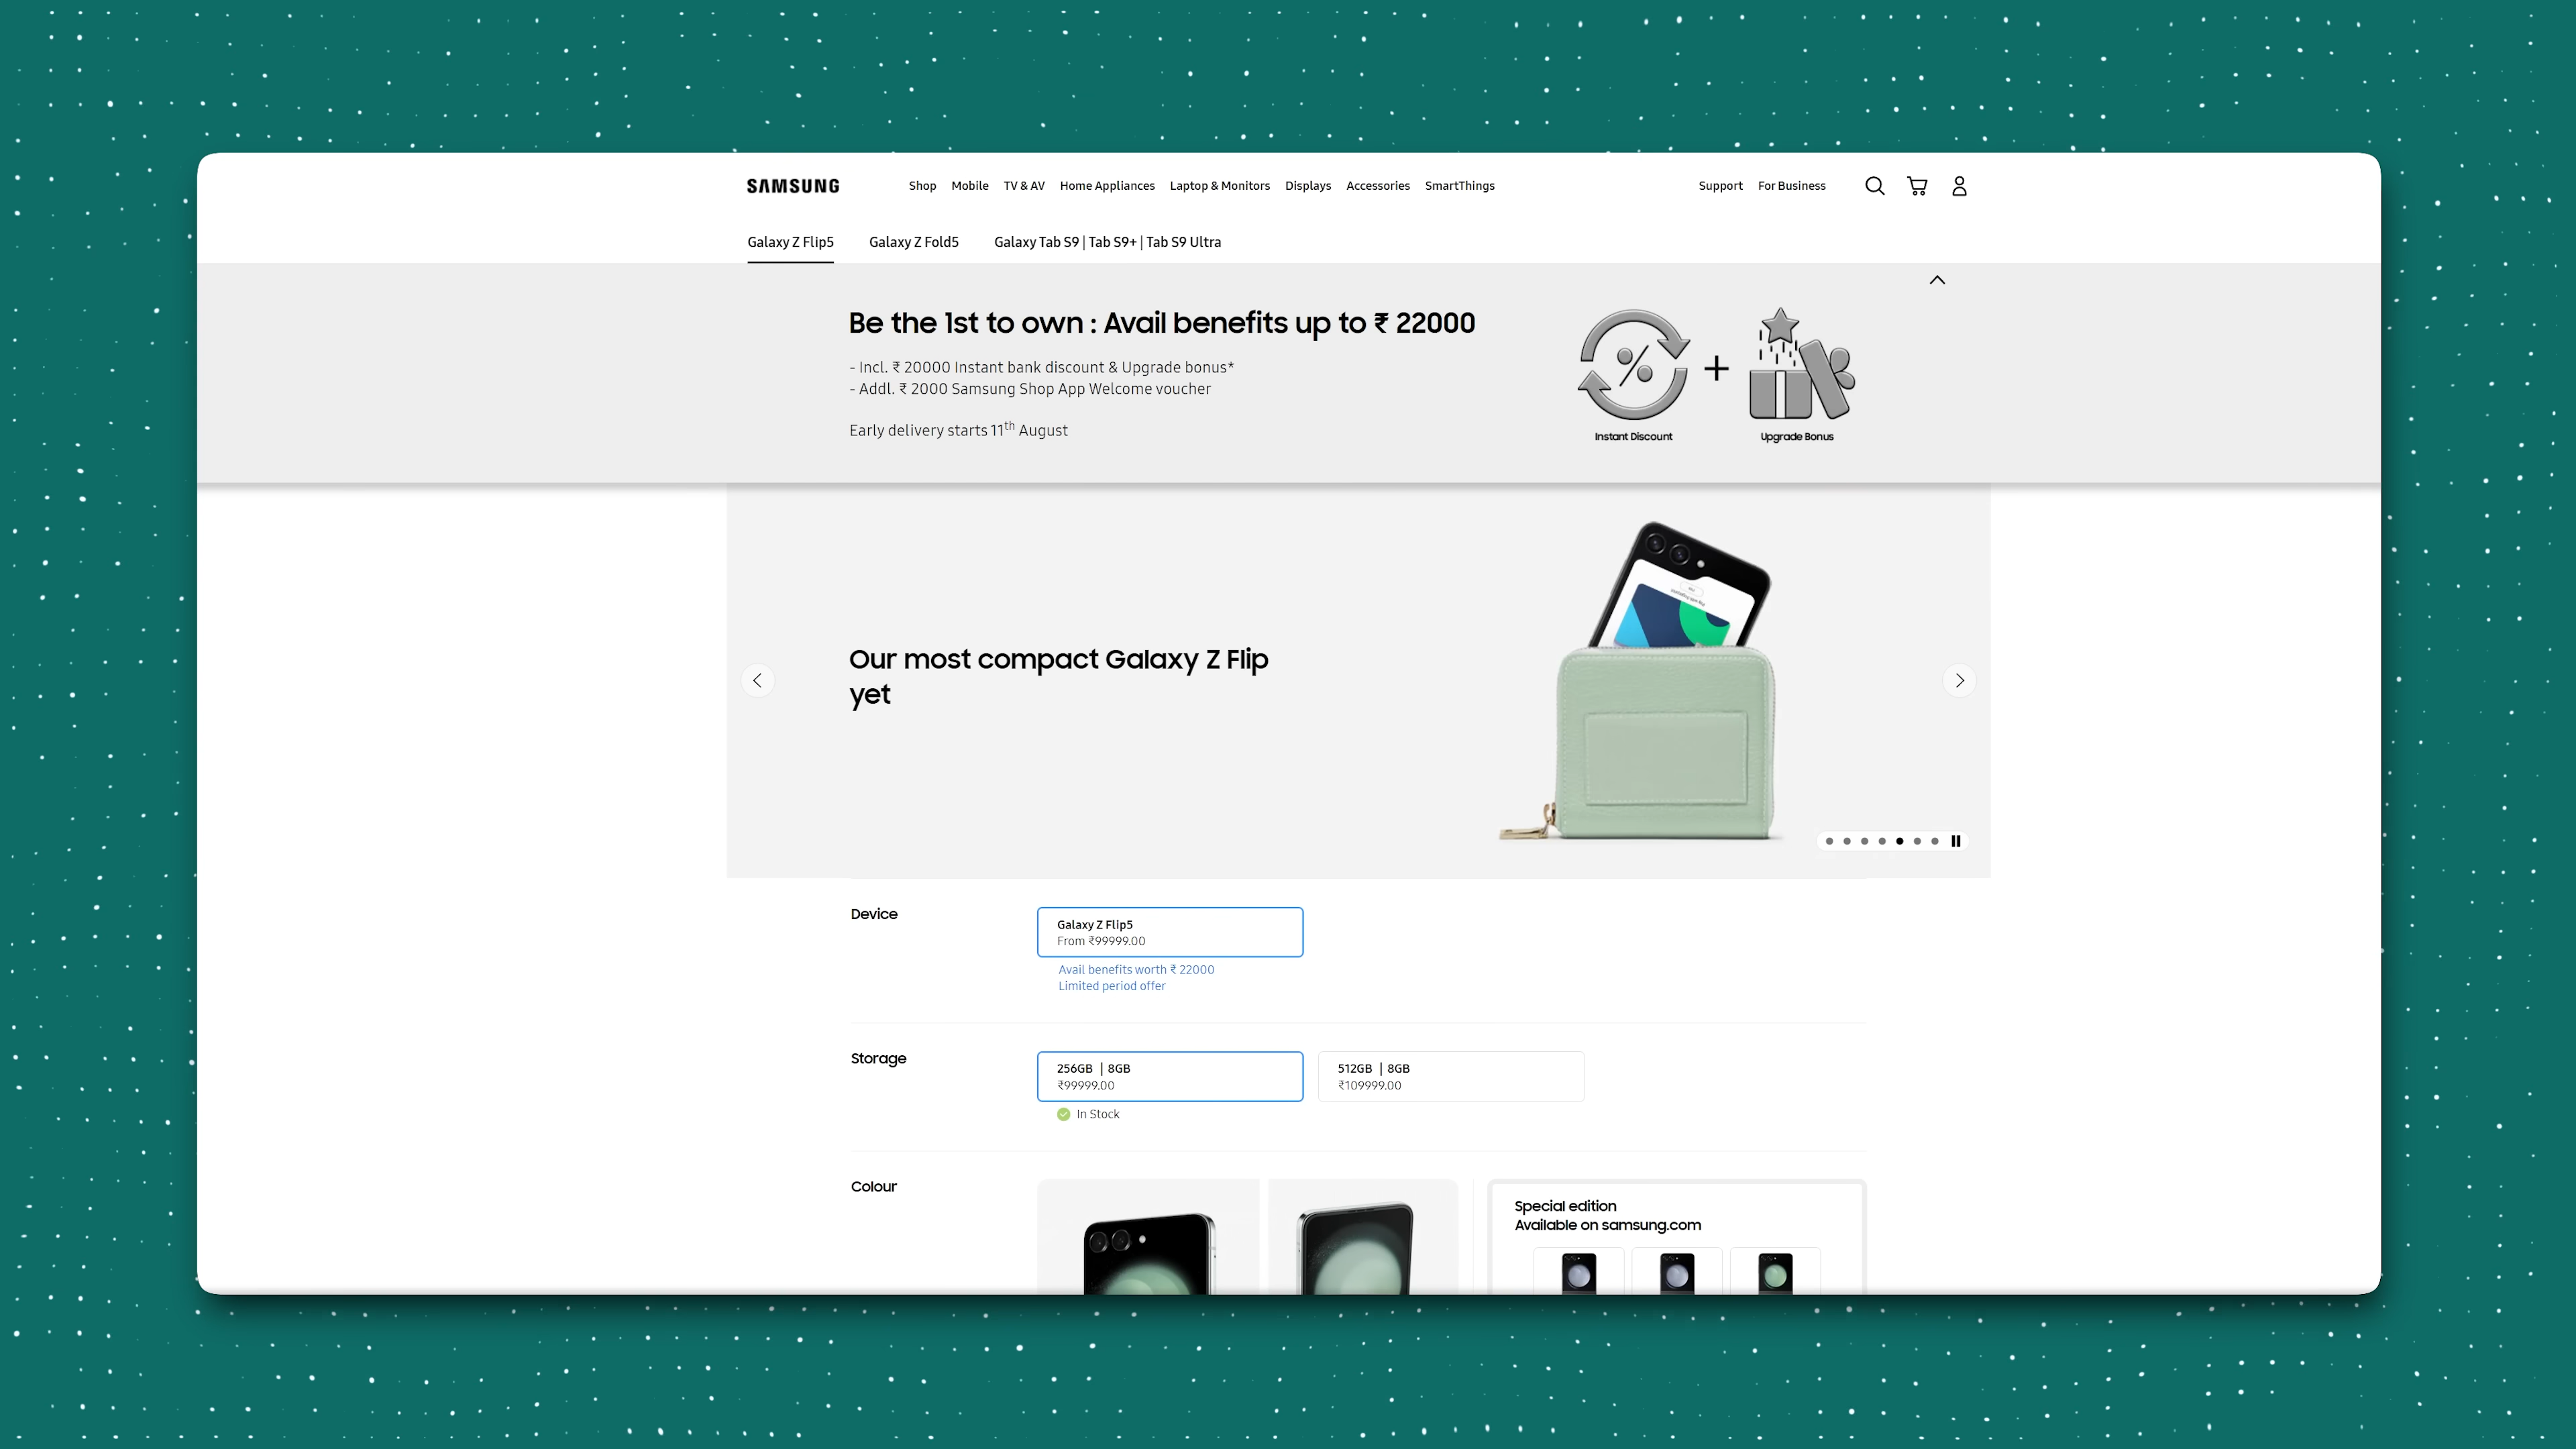 SAMSUNG
Shop Mobile TV & AV Home Appliances Laptop & Monitors Displays Accessories SmartThings
Support For Business
Galaxy Z Flip5 Galaxy Z Fold5 Galaxy Tab S9 | Tab S9+ | Tab S9 Ultra
Be the 1st to own : Avail benefits up to ₹ 22000
- Incl. ₹ 20000 Instant bank discount & Upgrade bonus*
- Addl. ₹ 2000 Samsung Shop App Welcome voucher
Early delivery starts 11th August
Instant Discount + Upgrade Bonus
Our most compact Galaxy Z Flip
yet
Device
Galaxy Z Flip5
From ₹99999.00
Avail benefits worth ₹ 22000
Limited period offer
Storage
256GB | 8GB
₹99999.00
In Stock
512GB | 8GB
₹109999.00
Colour
Special edition
Available on samsung.com